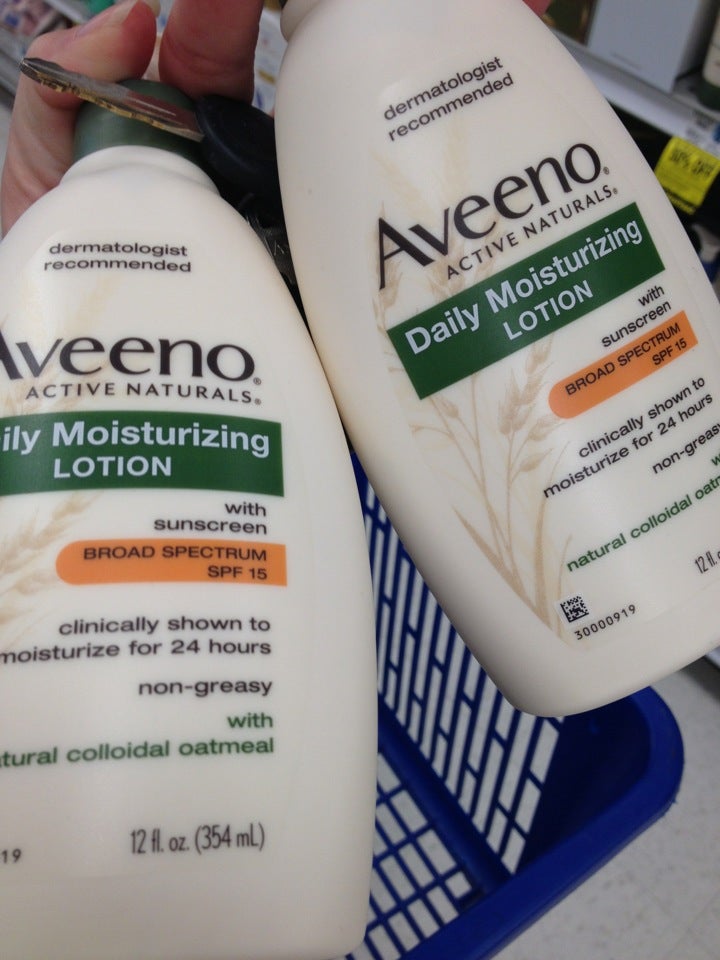 dermatologist
recommended
Aveeno®
ACTIVE NATURALS®
ily Moisturizing
LOTION
with
sunscreen
BROAD SPECTRUM
SPF 15
clinically shown to
moisturize for 24 hours
non-greasy
with
tural colloidal oatmeal
19
12 fl. oz. (354 mL)
dermatologist
recommended
Aveeno®
ACTIVE NATURALS®
Daily Moisturizing
LOTION
with
sunscreen
BROAD SPECTRUM
SPF 15
clinically shown to
moisturize for 24 hours
non-greas
w
natural colloidal oatm
12 fl. o
30000919